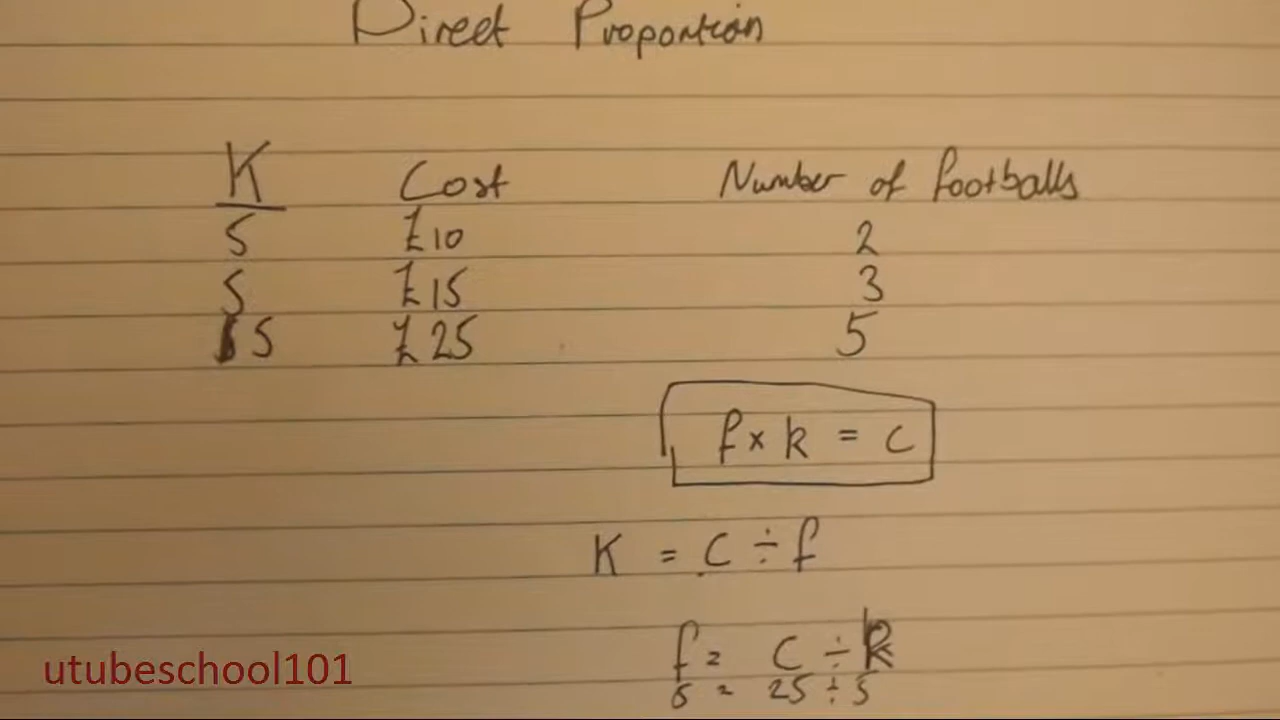 Direct Proportion
K Cost Number of footballs
5 £10 2
5 £15 3
5 £25 5
f x k = c
K = c ÷ f
f = c ÷ k
5 = 25 ÷ 5
utubeschool101